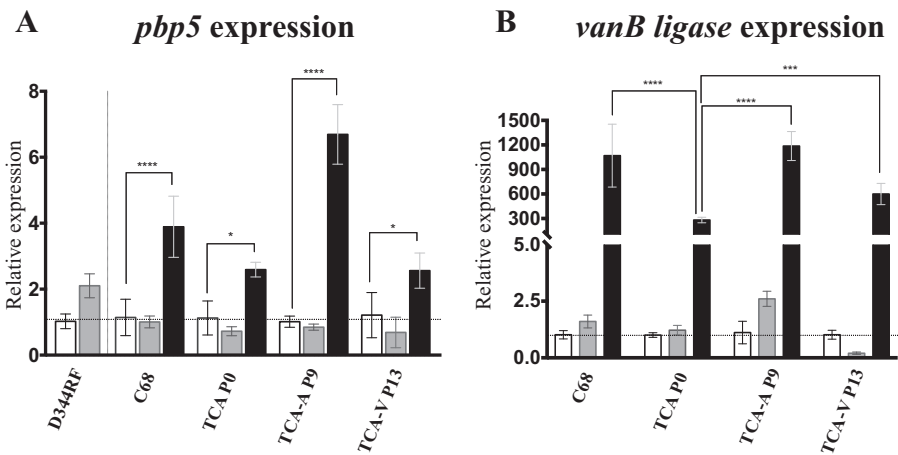 A
pbp5 expression
Relative expression
8
6
4
2
0
****
****
*
*
D344RF
C68
TCA P0
TCA-A P9
TCA-V P13
B
vanB ligase expression
Relative expression
1500
1200
900
600
300
5.0
2.5
0.0
***
****
****
C68
TCA P0
TCA-A P9
TCA-V P13